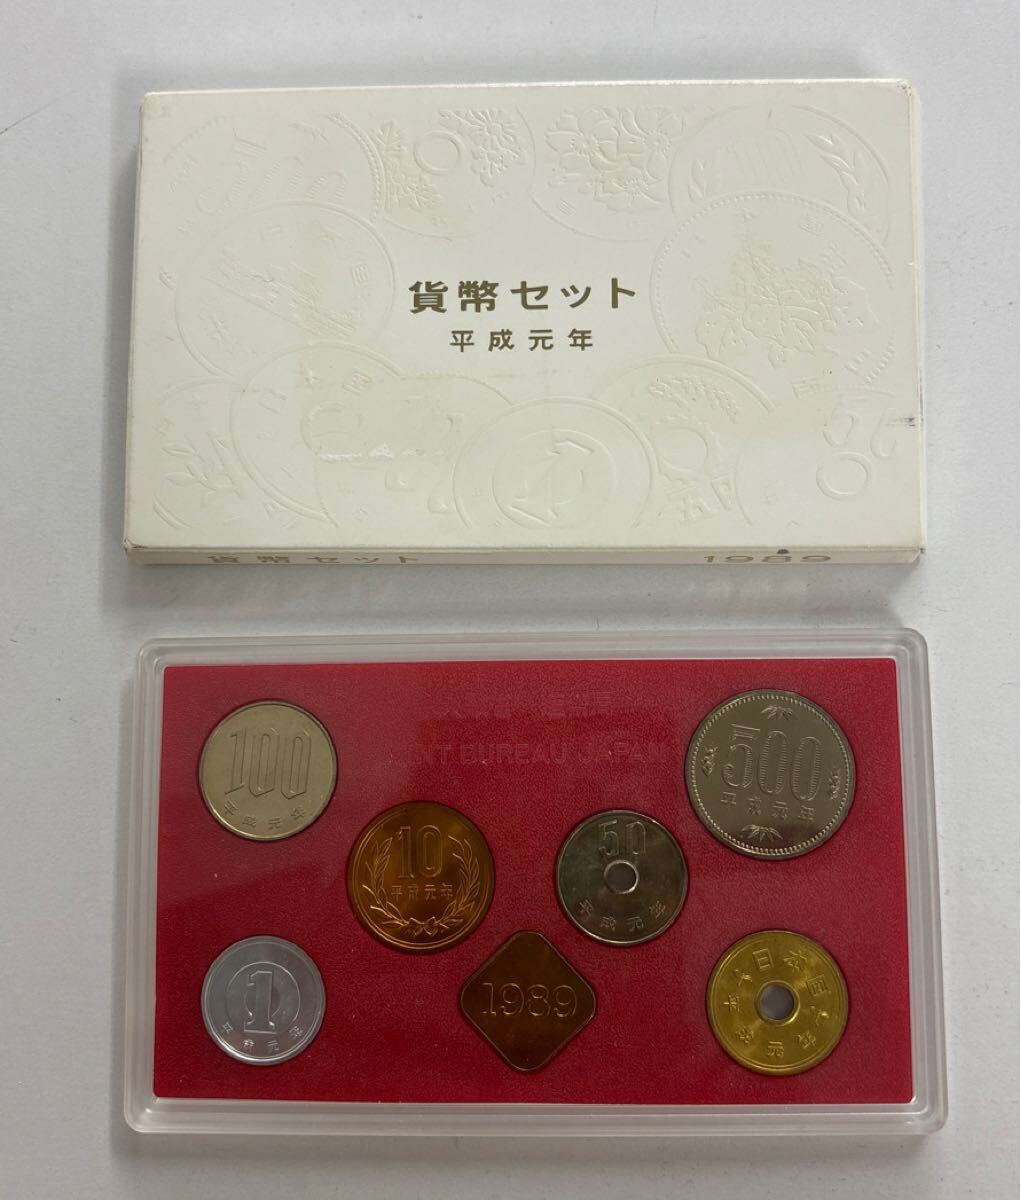 貨幣セット
平成元年
貨幣セット 1989
MINT BUREAU JAPAN
100
平成元年
500
平成元年
10
平成元年
50
平成元年
1
平成元年
1989
日本国
平成元年